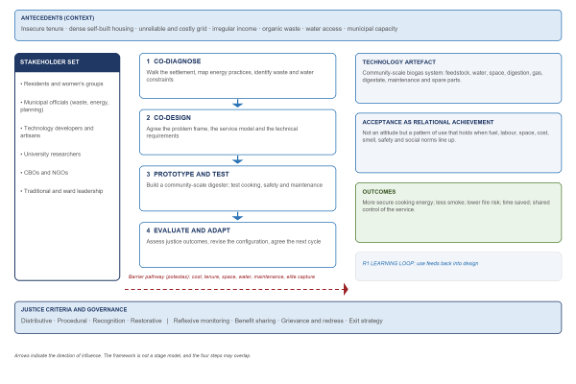 ANTECEDENTS (CONTEXT)
Insecure tenure · dense self-built housing · unreliable and costly grid · irregular income · organic waste · water access · municipal capacity
STAKEHOLDER SET
• Residents and women's groups
• Municipal officials (waste, energy,
planning)
• Technology developers and
artisans
• University researchers
• CBOs and NGOs
• Traditional and ward leadership
1 CO-DIAGNOSE
Walk the settlement, map energy practices, identify waste and water
constraints
2 CO-DESIGN
Agree the problem frame, the service model and the technical
requirements
3 PROTOTYPE AND TEST
Build a community-scale digester; test cooking, safety and maintenance
4 EVALUATE AND ADAPT
Assess justice outcomes, revise the configuration, agree the next cycle
TECHNOLOGY ARTEFACT
Community-scale biogas system: feedstock, water, space, digestion, gas,
digestate, maintenance and spare parts.
ACCEPTANCE AS RELATIONAL ACHIEVEMENT
Not an attitude but a pattern of use that holds when fuel, labour, space, cost,
smell, safety and social norms line up.
OUTCOMES
More secure cooking energy; less smoke; lower fire risk; time saved; shared
control of the service.
R1 LEARNING LOOP: use feeds back into design
Barrier pathway (potestas): cost, tenure, space, water, maintenance, elite capture
JUSTICE CRITERIA AND GOVERNANCE
Distributive · Procedural · Recognition · Restorative | Reflexive monitoring · Benefit sharing · Grievance and redress · Exit strategy
Arrows indicate the direction of influence. The framework is not a stage model, and the four steps may overlap.